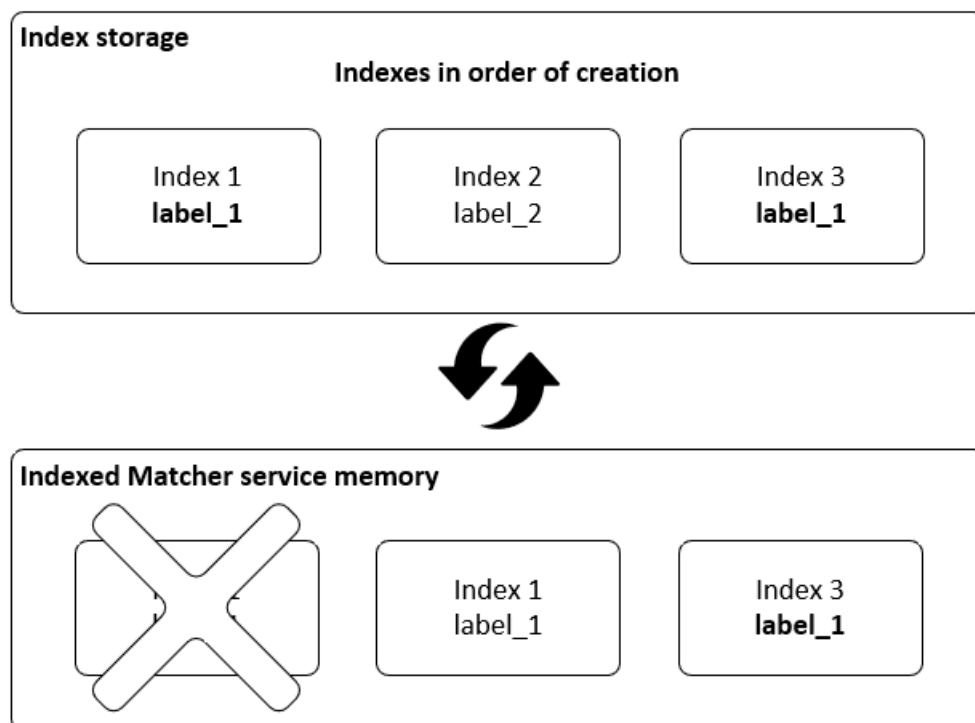 Index storage
Indexes in order of creation
Index 1
label_1
Index 2
label_2
Index 3
label_1
Indexed Matcher service memory
Index 1
label_1
Index 3
label_1